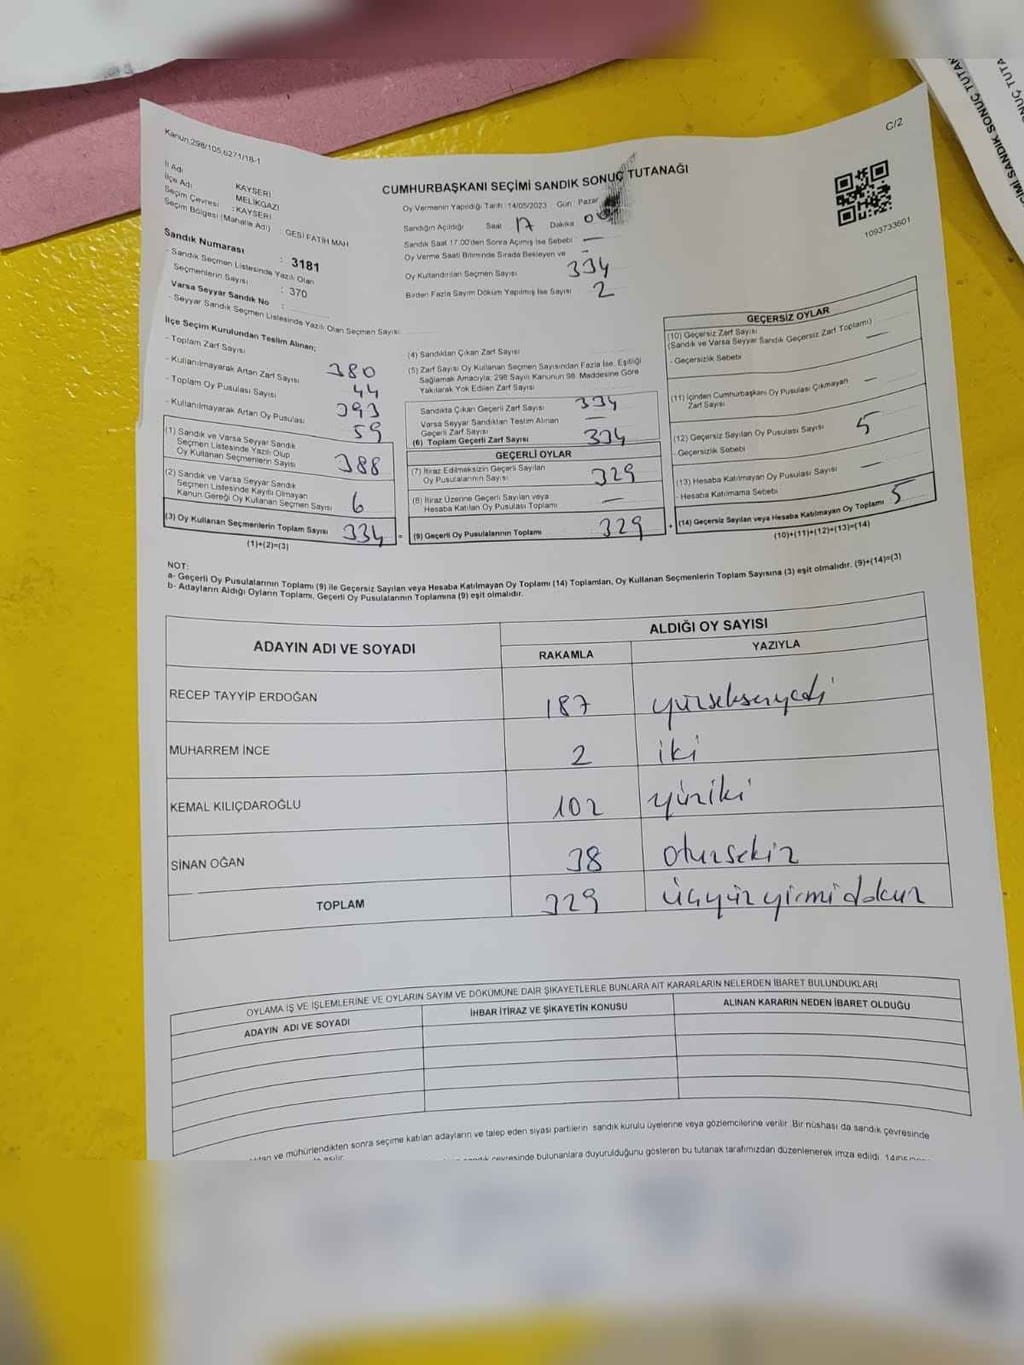 C/2
Kanun:298/105,6271/18-1
CUMHURBAŞKANI SEÇİMİ SANDIK SONUÇ TUTANAĞI
İl Adı : KAYSERİ
İlçe Adı : MELİKGAZİ
Seçim Çevresi : KAYSERİ
Seçim Bölgesi (Mahalle Adı) : GESİ FATİH MAH
Sandık Numarası : 3181
- Sandık Seçmen Listesinde Yazılı Olan
Seçmenlerin Sayısı : 370
Varsa Seyyar Sandık No :
- Seyyar Sandık Seçmen Listesinde Yazılı Olan Seçmen Sayısı:
Oy Vermenin Yapıldığı Tarih :14/05/2023 Gün : Pazar
Sandığın Açıldığı Saat 17 Dakika 00
Sandık Saat 17.00'den Sonra Açılmış İse Sebebi —
Oy Verme Saati Bitiminde Sırada Bekleyen ve —
Oy Kullandırılan Seçmen Sayısı 334
Birden Fazla Sayım Döküm Yapılmış İse Sayısı 2
1093733601
İlçe Seçim Kurulundan Teslim Alınan;
- Toplam Zarf Sayısı 380
- Kullanılmayarak Artan Zarf Sayısı 44
- Toplam Oy Pusulası Sayısı 393
- Kullanılmayarak Artan Oy Pusulası 59
(1) Sandık ve Varsa Seyyar Sandık
Seçmen Listesinde Yazılı Olup
Oy Kullanan Seçmenlerin Sayısı 388
(2) Sandık ve Varsa Seyyar Sandık
Seçmen Listesinde Kayıtlı Olmayan
Kanun Gereği Oy Kullanan Seçmen Sayısı 6
(3) Oy Kullanan Seçmenlerin Toplam Sayısı 334
(1)+(2)=(3)
(4) Sandıktan Çıkan Zarf Sayısı
(5) Zarf Sayısı Oy Kullanan Seçmen Sayısından Fazla İse, Eşitliği
Sağlamak Amacıyla; 298 Sayılı Kanunun 98. Maddesine Göre
Yakılarak Yok Edilen Zarf Sayısı
Sandıkta Çıkan Geçerli Zarf Sayısı 334
Varsa Seyyar Sandıktan Teslim Alınan —
Geçerli Zarf Sayısı
(6) Toplam Geçerli Zarf Sayısı 334
GEÇERLİ OYLAR
(7) İtiraz Edilmeksizin Geçerli Sayılan
Oy Pusulalarının Sayısı 329
(8) İtiraz Üzerine Geçerli Sayılan veya
Hesaba Katılan Oy Pusulası Toplamı —
= (9) Geçerli Oy Pusulalarının Toplamı 329
GEÇERSİZ OYLAR
(10) Geçersiz Zarf Sayısı
(Sandık ve Varsa Seyyar Sandık Geçersiz Zarf Toplamı) —
- Geçersizlik Sebebi
(11) İçinden Cumhurbaşkanı Oy Pusulası Çıkmayan
Zarf Sayısı —
(12) Geçersiz Sayılan Oy Pusulası Sayısı 5
- Geçersizlik Sebebi
(13) Hesaba Katılmayan Oy Pusulası Sayısı —
- Hesaba Katılmama Sebebi
+ (14) Geçersiz Sayılan veya Hesaba Katılmayan Oy Toplamı 5
(10)+(11)+(12)+(13)=(14)
NOT:
a- Geçerli Oy Pusulalarının Toplamı (9) ile Geçersiz Sayılan veya Hesaba Katılmayan Oy Toplamı (14) Toplamları, Oy Kullanan Seçmenlerin Toplam Sayısına (3) eşit olmalıdır. (9)+(14)=(3)
b- Adayların Aldığı Oyların Toplamı, Geçerli Oy Pusulalarının Toplamına (9) eşit olmalıdır.
ADAYIN ADI VE SOYADI ALDIĞI OY SAYISI
RAKAMLA YAZIYLA
RECEP TAYYİP ERDOĞAN 187 yüzseksenyedi
MUHARREM İNCE 2 iki
KEMAL KILIÇDAROĞLU 102 yüziki
SİNAN OĞAN 38 otuzsekiz
TOPLAM 329 üçyüzyirmidokuz
OYLAMA İŞ VE İŞLEMLERİNE VE OYLARIN SAYIM VE DÖKÜMÜNE DAİR ŞİKAYETLERLE BUNLARA AİT KARARLARIN NELERDEN İBARET BULUNDUKLARI
ADAYIN ADI VE SOYADI İHBAR İTİRAZ VE ŞİKAYETİN KONUSU ALINAN KARARIN NEDEN İBARET OLDUĞU
ve mühürlendikten sonra seçime katılan adayların ve talep eden siyasi partilerin sandık kurulu üyelerine veya gözlemcilerine verilir. Bir nüshası da sandık çevresinde
çevresinde bulunanlara duyurulduğunu gösteren bu tutanak tarafımızdan düzenlenerek imza edildi.